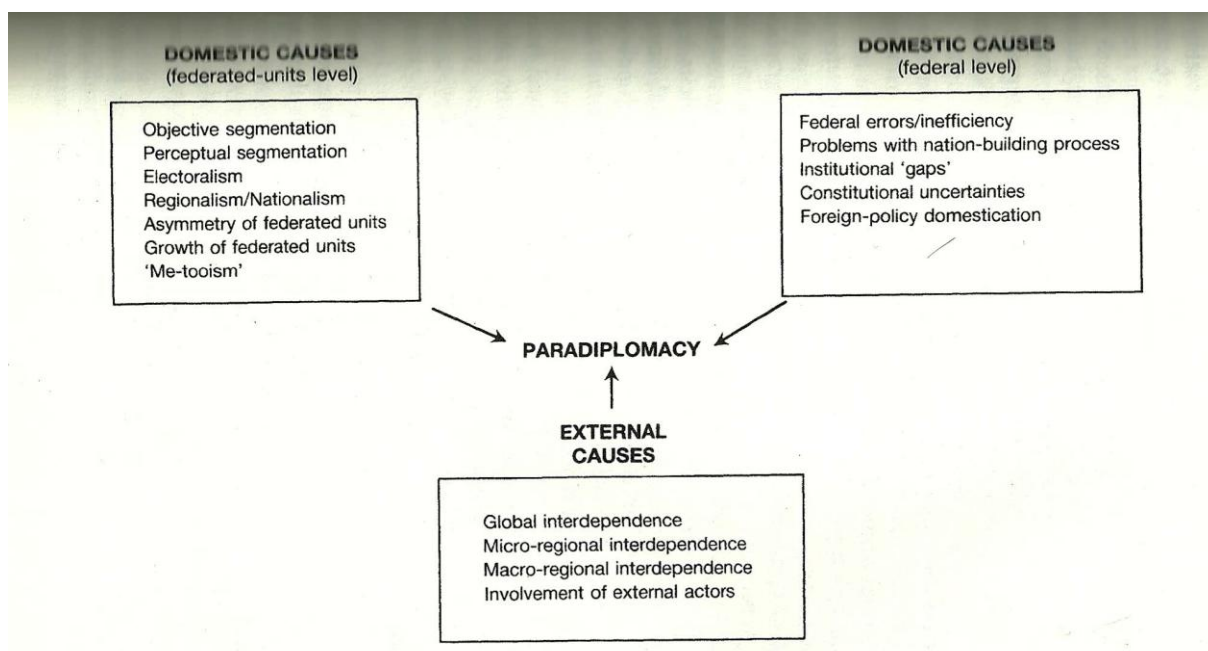 DOMESTIC CAUSES
(federated-units level)
Objective segmentation
Perceptual segmentation
Electoralism
Regionalism/Nationalism
Asymmetry of federated units
Growth of federated units
'Me-tooism'
DOMESTIC CAUSES
(federal level)
Federal errors/inefficiency
Problems with nation-building process
Institutional 'gaps'
Constitutional uncertainties
Foreign-policy domestication
PARADIPLOMACY
EXTERNAL
CAUSES
Global interdependence
Micro-regional interdependence
Macro-regional interdependence
Involvement of external actors